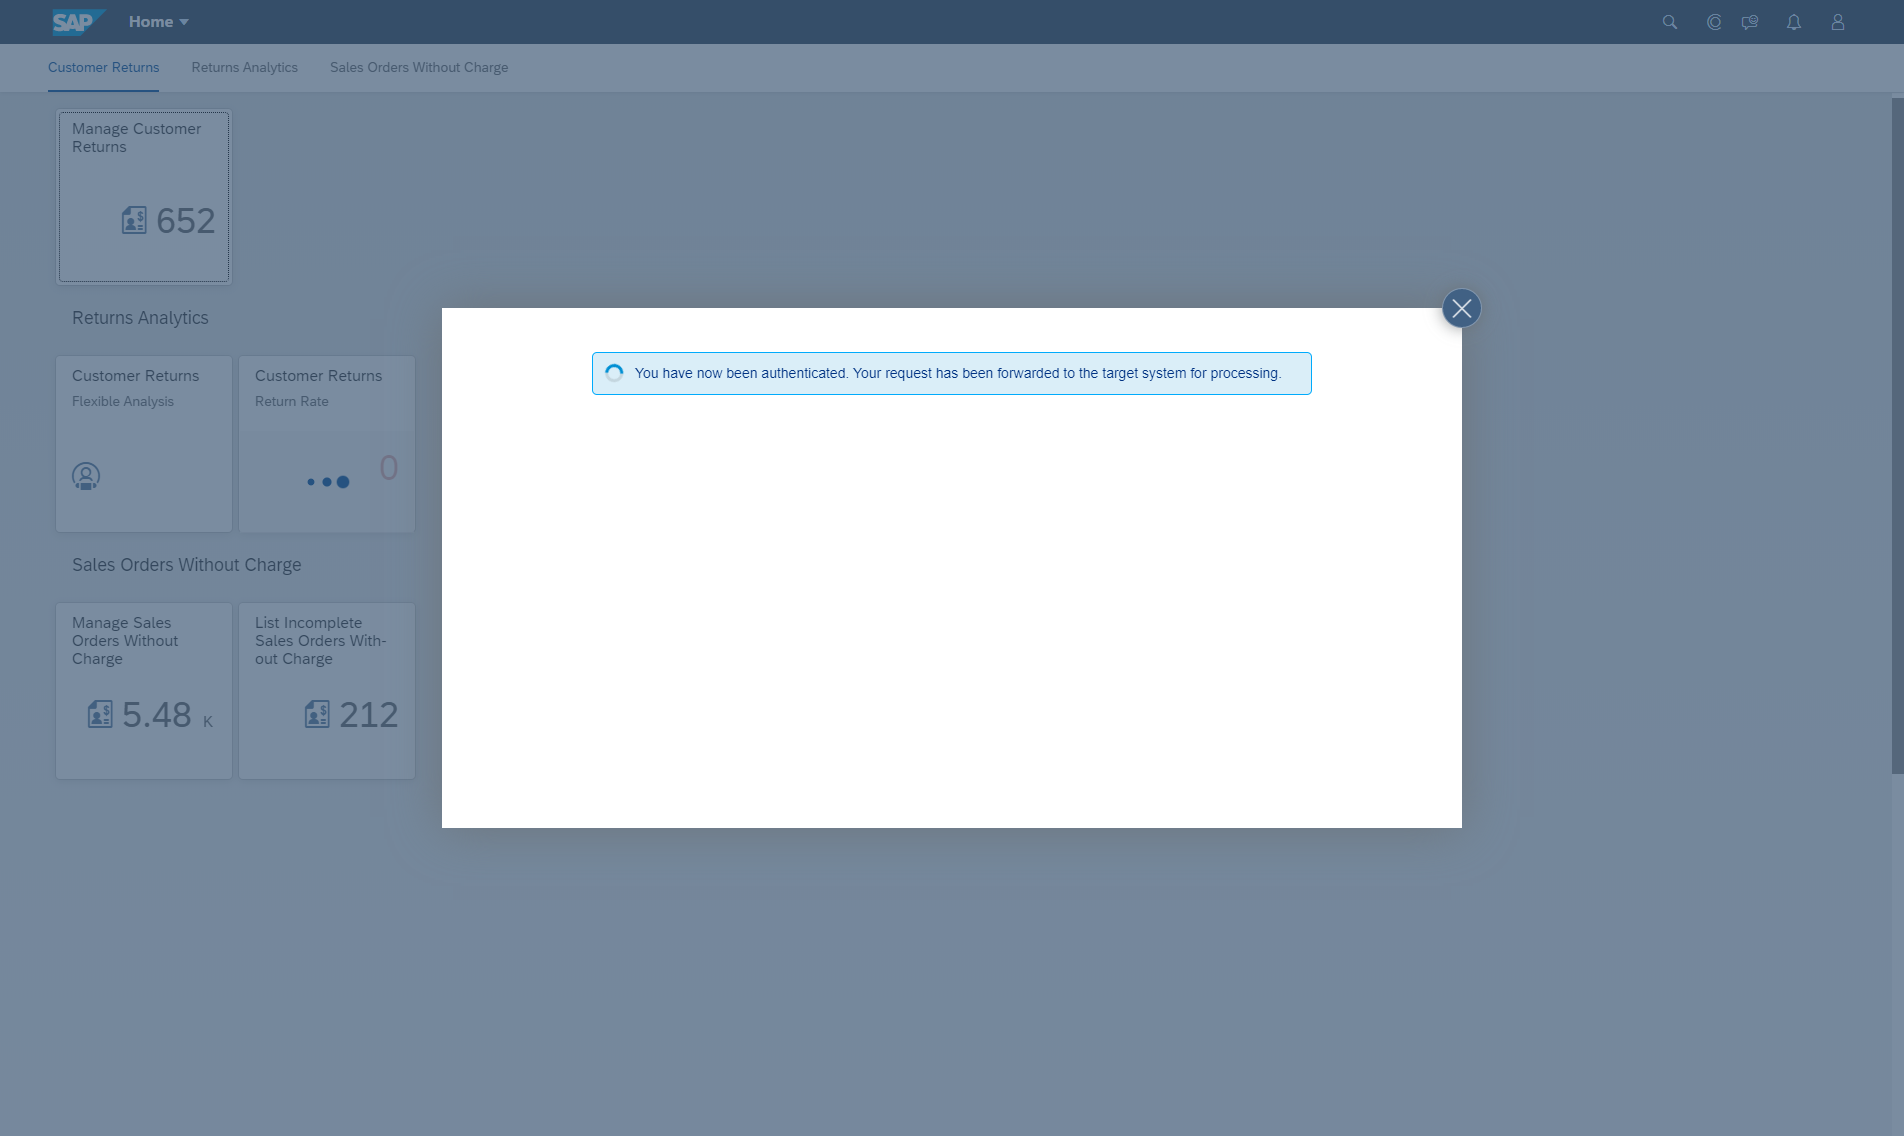 SAP Home
Customer Returns Returns Analytics Sales Orders Without Charge
Manage Customer
Returns
652
Returns Analytics
Customer Returns
Flexible Analysis
Customer Returns
Return Rate
0
Sales Orders Without Charge
Manage Sales
Orders Without
Charge
5.48 K
List Incomplete
Sales Orders With-
out Charge
212
You have now been authenticated. Your request has been forwarded to the target system for processing.